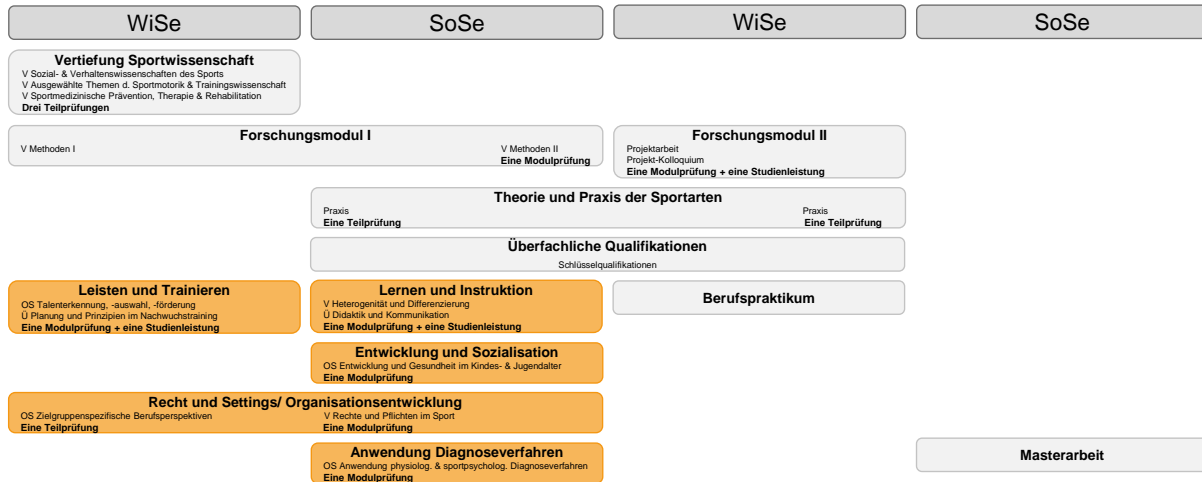 WiSe
SoSe
WiSe
SoSe
Vertiefung Sportwissenschaft
V Sozial- & Verhaltenswissenschaften des Sports
V Ausgewählte Themen d. Sportmotorik & Trainingswissenschaft
V Sportmedizinische Prävention, Therapie & Rehabilitation
Drei Teilprüfungen
Forschungsmodul I
V Methoden I
V Methoden II
Eine Modulprüfung
Forschungsmodul II
Projektarbeit
Projekt-Kolloquium
Eine Modulprüfung + eine Studienleistung
Theorie und Praxis der Sportarten
Praxis
Eine Teilprüfung
Praxis
Eine Teilprüfung
Überfachliche Qualifikationen
Schlüsselqualifikationen
Leisten und Trainieren
OS Talenterkennung, -auswahl, -förderung
Ü Planung und Prinzipien im Nachwuchstraining
Eine Modulprüfung + eine Studienleistung
Lernen und Instruktion
V Heterogenität und Differenzierung
Ü Didaktik und Kommunikation
Eine Modulprüfung + eine Studienleistung
Berufspraktikum
Entwicklung und Sozialisation
OS Entwicklung und Gesundheit im Kindes- & Jugendalter
Eine Modulprüfung
Recht und Settings/ Organisationsentwicklung
OS Zielgruppenspezifische Berufsperspektiven
Eine Teilprüfung
V Rechte und Pflichten im Sport
Eine Modulprüfung
Anwendung Diagnoseverfahren
OS Anwendung physiolog. & sportpsycholog. Diagnoseverfahren
Eine Modulprüfung
Masterarbeit